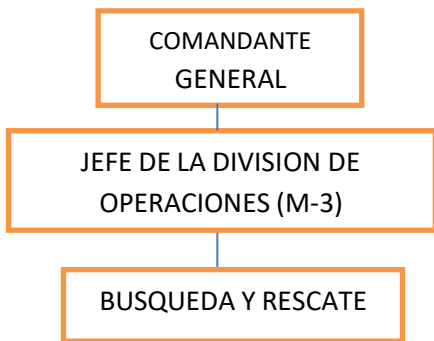 COMANDANTE
GENERAL
JEFE DE LA DIVISION DE
OPERACIONES (M-3)
BUSQUEDA Y RESCATE